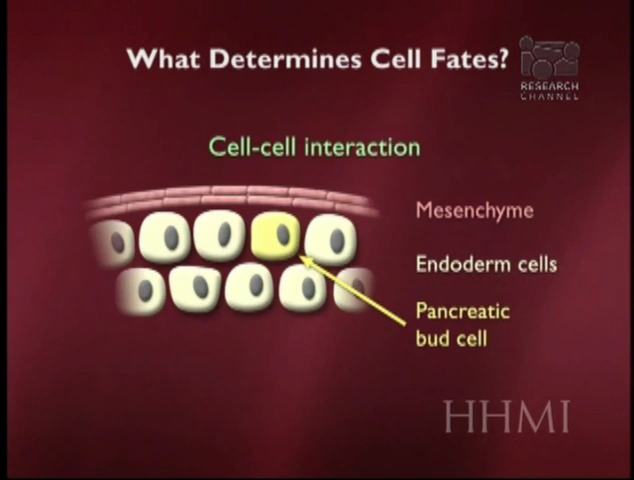 What Determines Cell Fates?
RESEARCH
CHANNEL
Cell-cell interaction
Mesenchyme
Endoderm cells
Pancreatic
bud cell
HHMI